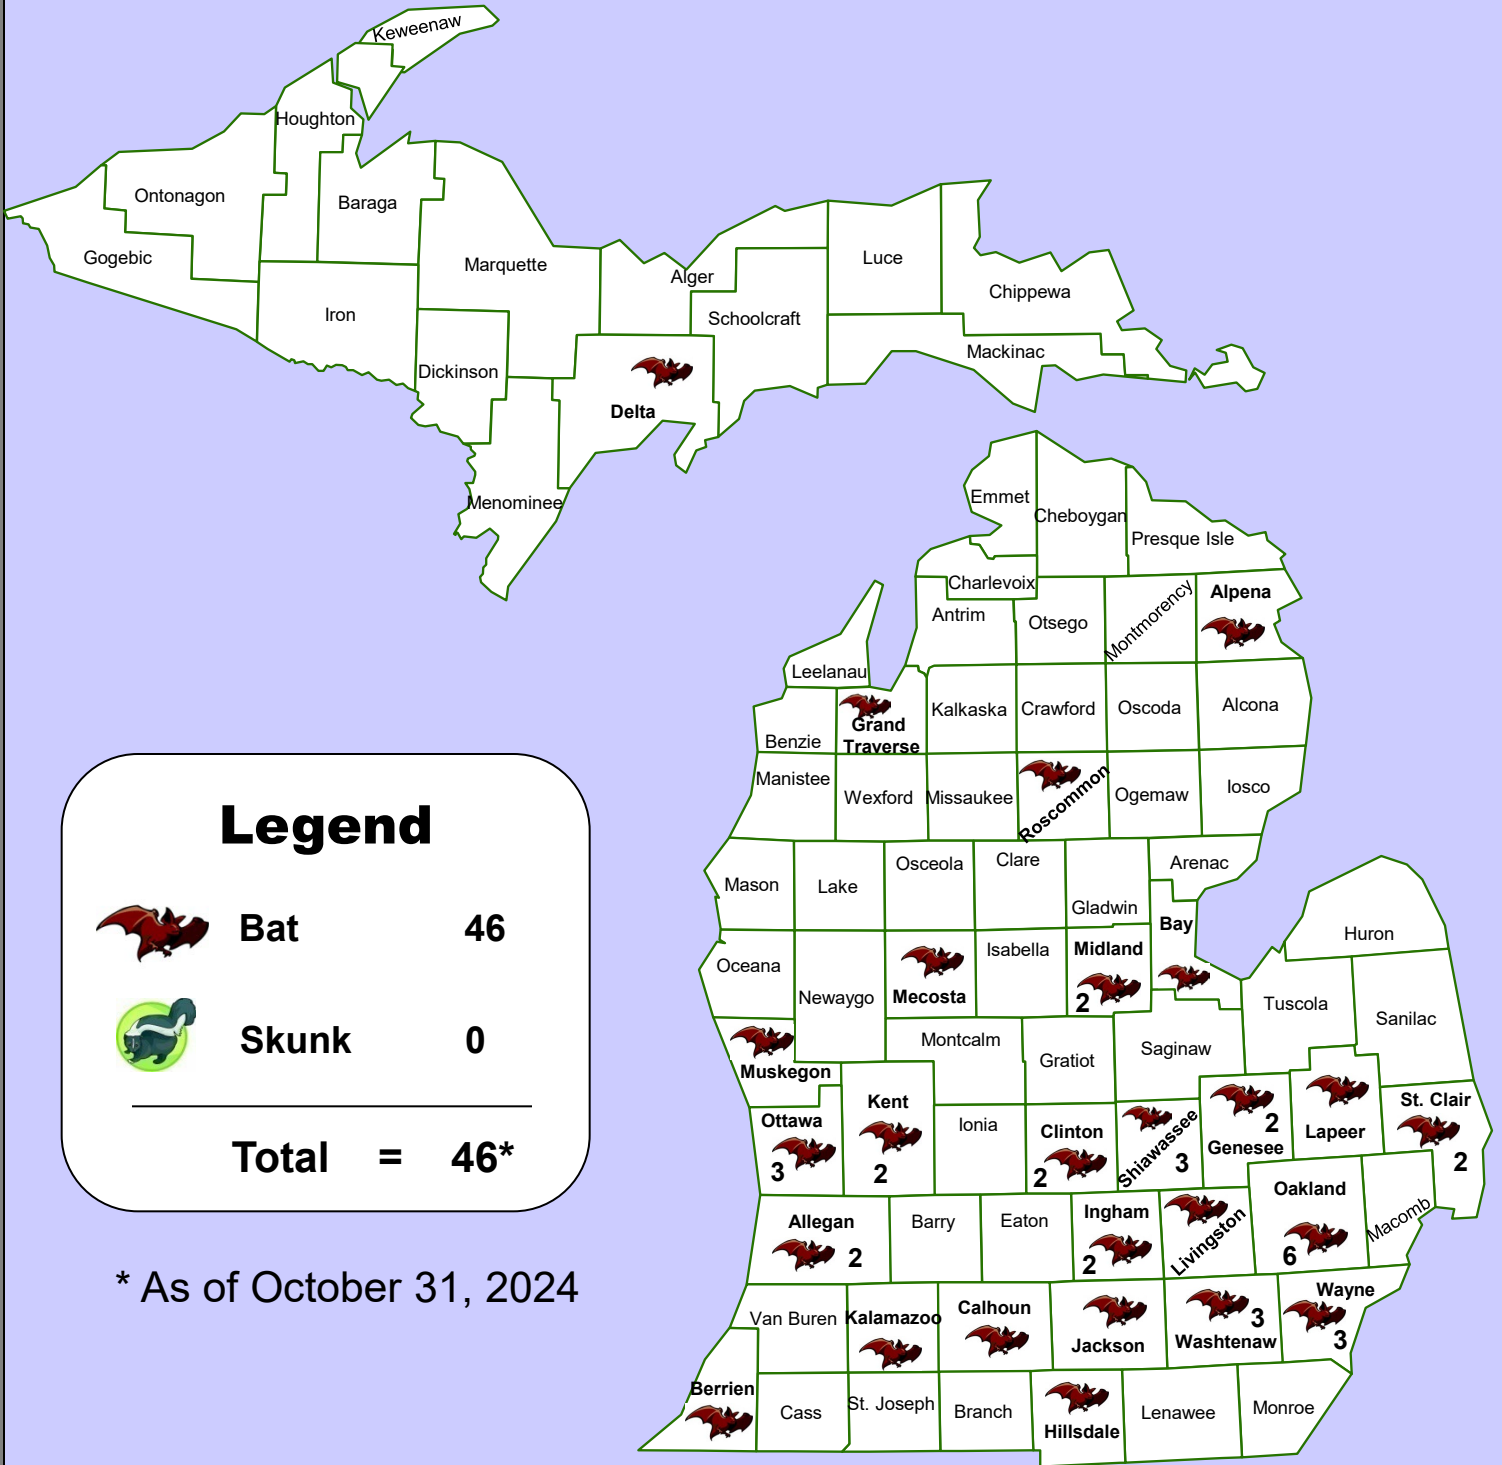 Keweenaw
Houghton
Ontonagon
Baraga
Gogebic
Marquette
Alger
Luce
Chippewa
Iron
Schoolcraft
Mackinac
Dickinson
Delta
Menominee
Emmet
Cheboygan
Presque Isle
Charlevoix
Antrim
Otsego
Montmorency
Alpena
Leelanau
Benzie
Grand
Traverse
Kalkaska
Crawford
Oscoda
Alcona
Manistee
Wexford
Missaukee
Roscommon
Ogemaw
Iosco
Mason
Lake
Osceola
Clare
Gladwin
Arenac
Bay
Huron
Oceana
Newaygo
Mecosta
Isabella
Midland
2
Tuscola
Sanilac
Muskegon
Montcalm
Gratiot
Saginaw
Ottawa
3
Kent
2
Ionia
Clinton
2
Shiawassee
3
2
Genesee
Lapeer
St. Clair
2
Allegan
2
Barry
Eaton
Ingham
2
Livingston
Oakland
6
Macomb
Van Buren
Kalamazoo
Calhoun
Jackson
3
Washtenaw
Wayne
3
Berrien
Cass
St. Joseph
Branch
Hillsdale
Lenawee
Monroe
Legend
Bat 46
Skunk 0
Total = 46*
* As of October 31, 2024